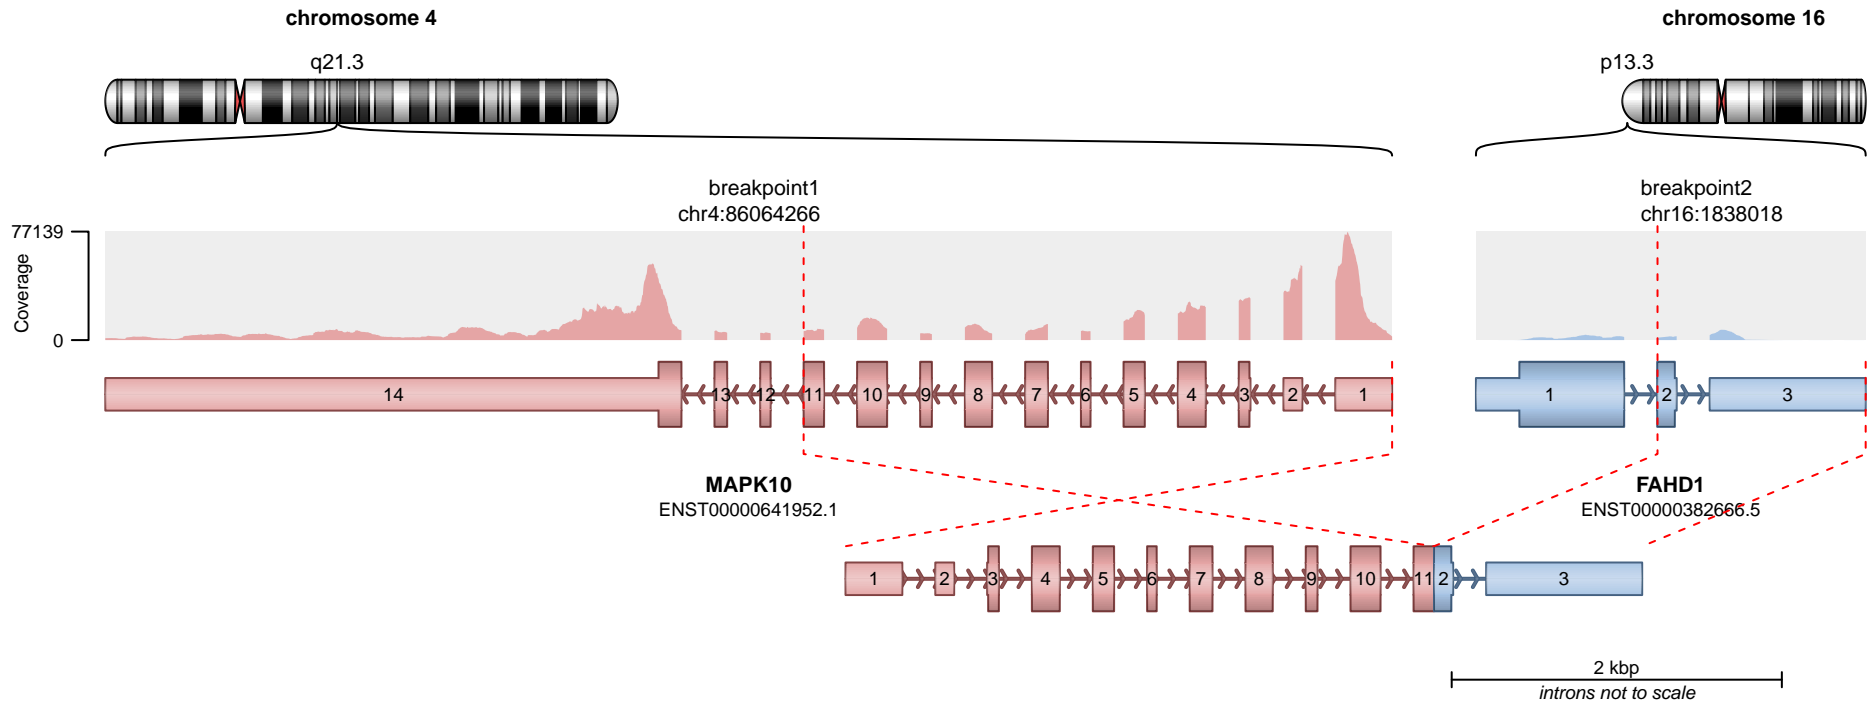 chromosome 4
chromosome 16
q21.3
p13.3
breakpoint1
chr4:86064266
breakpoint2
chr16:1838018
77139
Coverage
0
14 13 12 11 10 9 8 7 6 5 4 3 2 1
1 2 3
MAPK10
ENST00000641952.1
FAHD1
ENST00000382666.5
1 2 3 4 5 6 7 8 9 10 11 2 3
2 kbp
introns not to scale